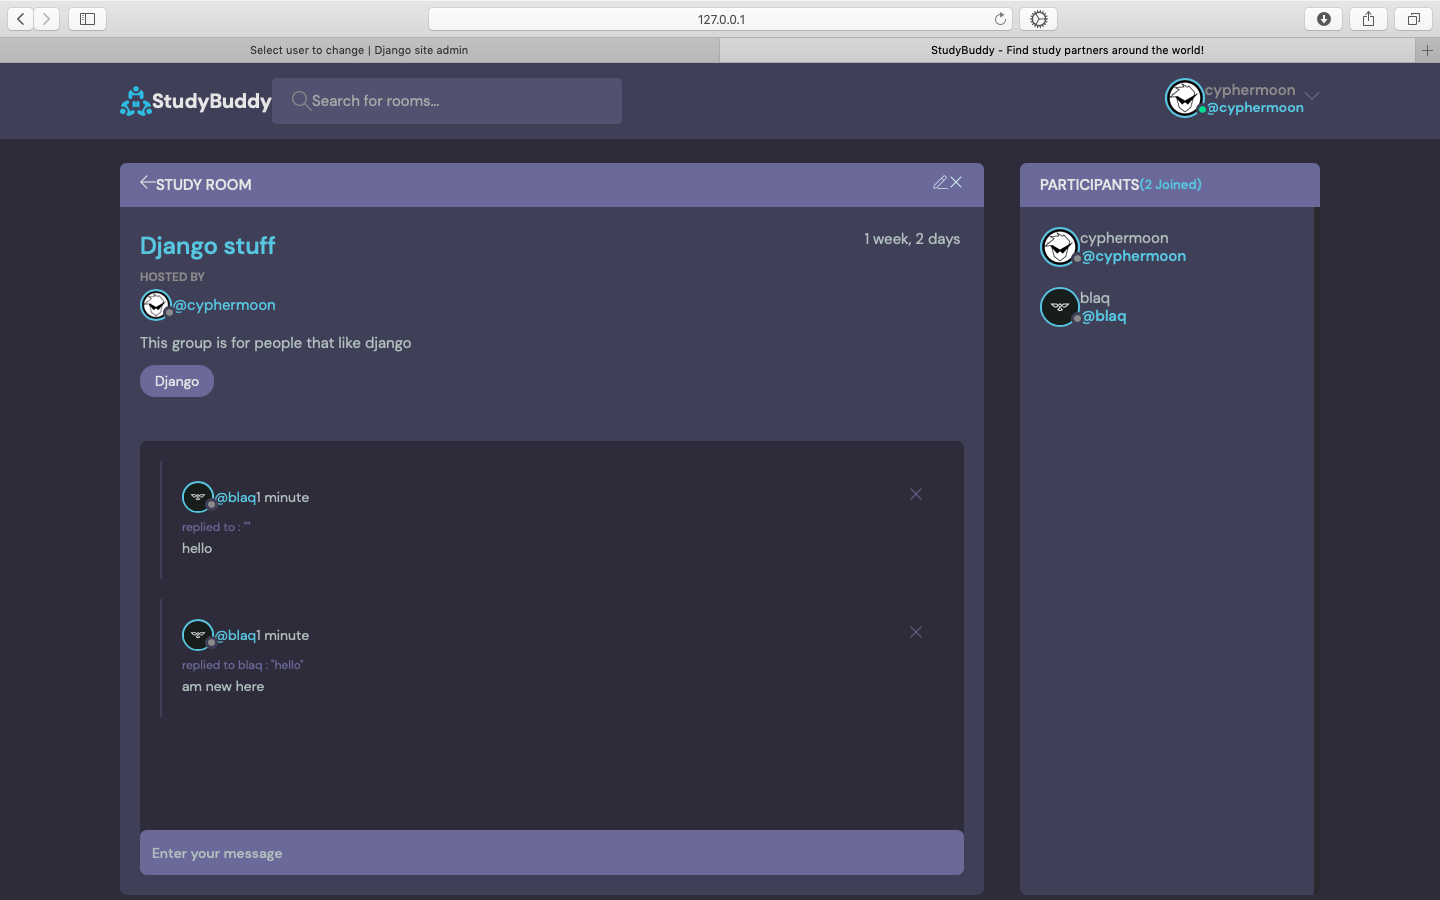 127.0.0.1
Select user to change | Django site admin
StudyBuddy - Find study partners around the world!
StudyBuddy
Search for rooms...
cyphermoon
@cyphermoon
STUDY ROOM
Django stuff
1 week, 2 days
HOSTED BY
@cyphermoon
This group is for people that like django
Django
@blaq1 minute
replied to : ""
hello
@blaq1 minute
replied to blaq : "hello"
am new here
Enter your message
PARTICIPANTS(2 Joined)
cyphermoon
@cyphermoon
blaq
@blaq